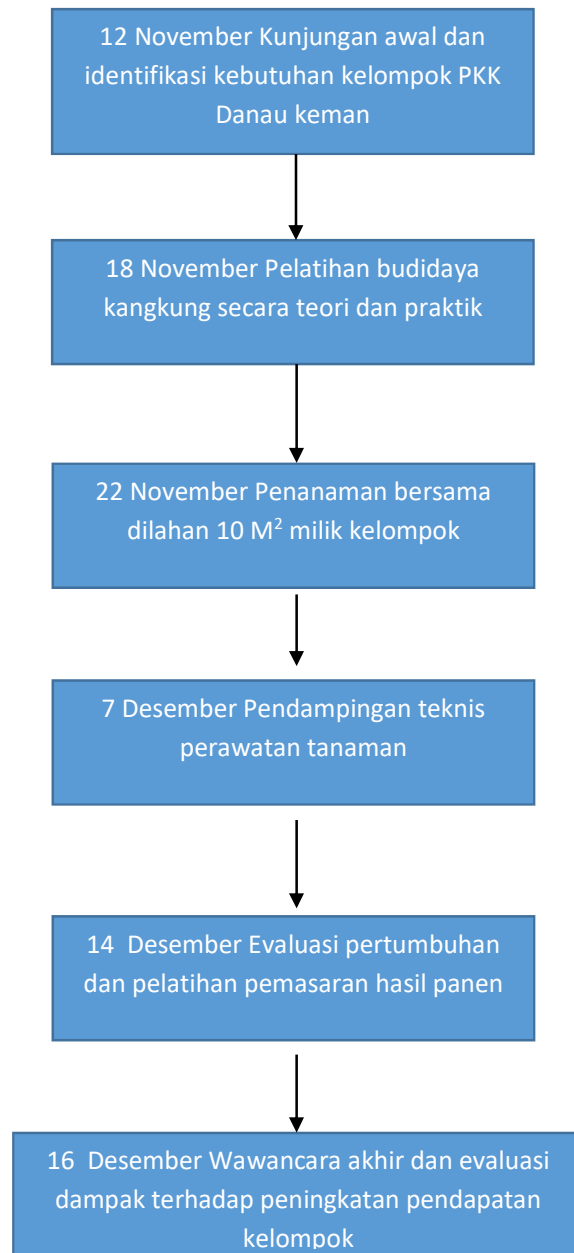 12 November Kunjungan awal dan
identifikasi kebutuhan kelompok PKK
Danau keman
18 November Pelatihan budidaya
kangkung secara teori dan praktik
22 November Penanaman bersama
dilahan 10 M² milik kelompok
7 Desember Pendampingan teknis
perawatan tanaman
14 Desember Evaluasi pertumbuhan
dan pelatihan pemasaran hasil panen
16 Desember Wawancara akhir dan evaluasi
dampak terhadap peningkatan pendapatan
kelompok